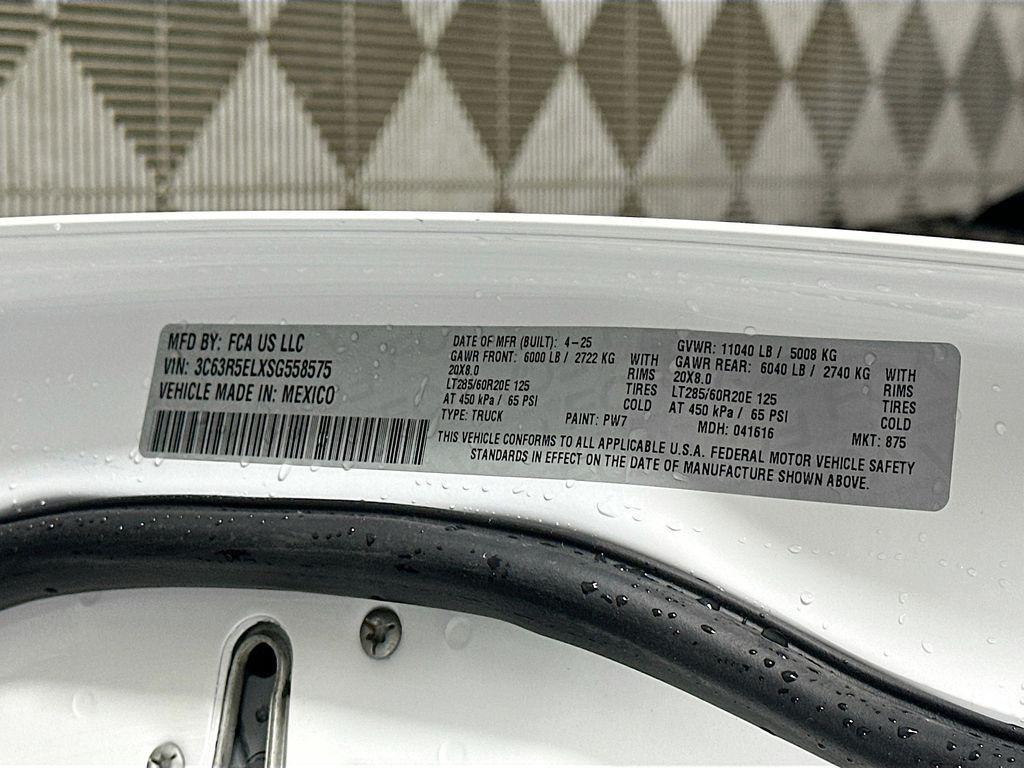 MFD BY: FCA US LLC
VIN: 3C63R5ELXSG558575
VEHICLE MADE IN: MEXICO
DATE OF MFR (BUILT): 4-25
GAWR FRONT: 6000 LB / 2722 KG
20X8.0
LT285/60R20E 125
AT 450 kPa / 65 PSI
WITH
RIMS
TIRES
COLD
TYPE: TRUCK
PAINT: PW7
GVWR: 11040 LB / 5008 KG
GAWR REAR: 6040 LB / 2740 KG
20X8.0
LT285/60R20E 125
AT 450 kPa / 65 PSI
WITH
RIMS
TIRES
COLD
MDH: 041616
MKT: 875
THIS VEHICLE CONFORMS TO ALL APPLICABLE U.S.A. FEDERAL MOTOR VEHICLE SAFETY
STANDARDS IN EFFECT ON THE DATE OF MANUFACTURE SHOWN ABOVE.